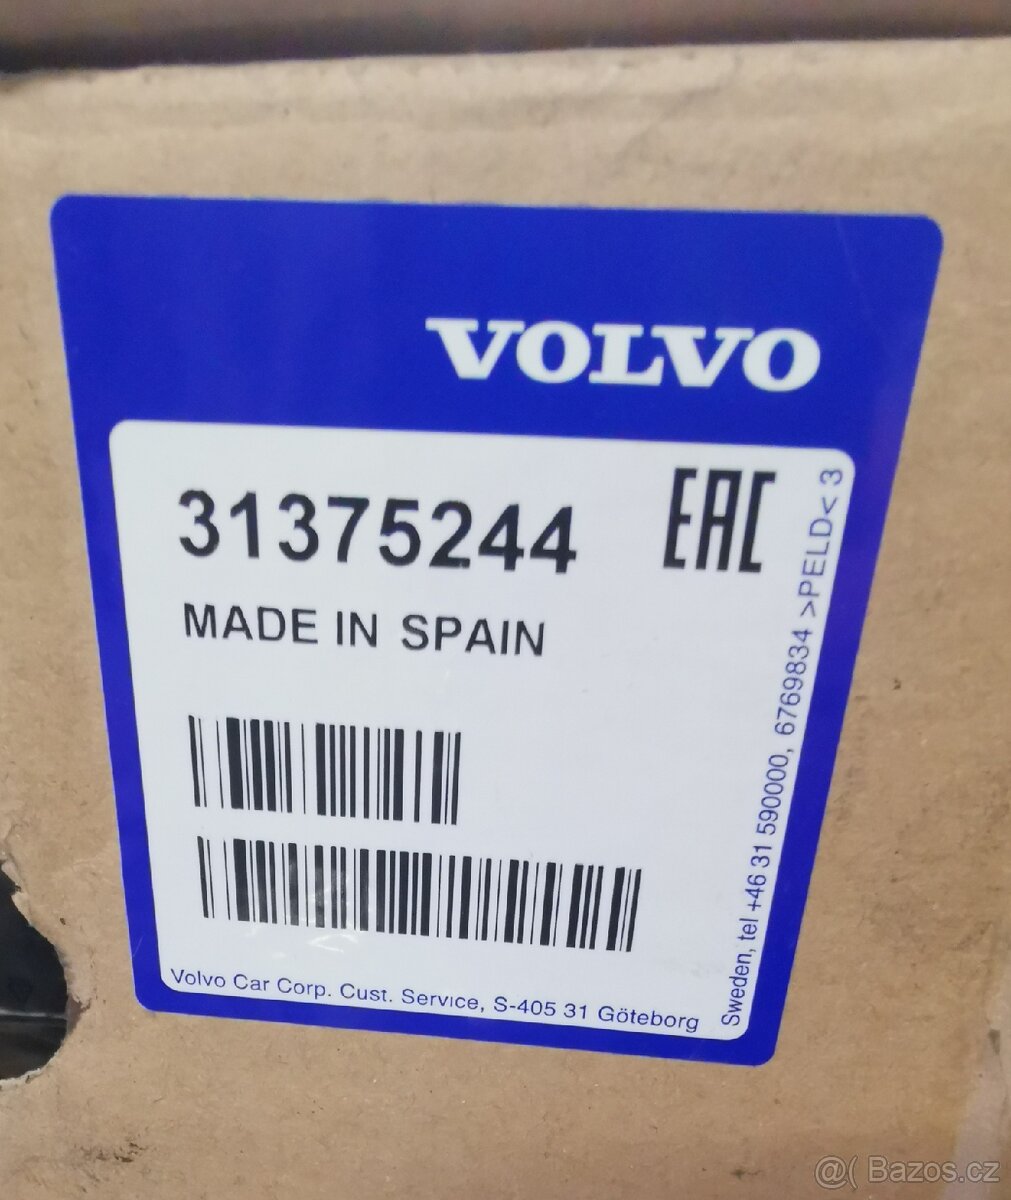 VOLVO
31375244
EAC
MADE IN SPAIN
Volvo Car Corp. Cust. Service, S-405 31 Göteborg
Sweden, tel +46 31 590000, 6769834 >PELD< 3
@( Bazos.cz